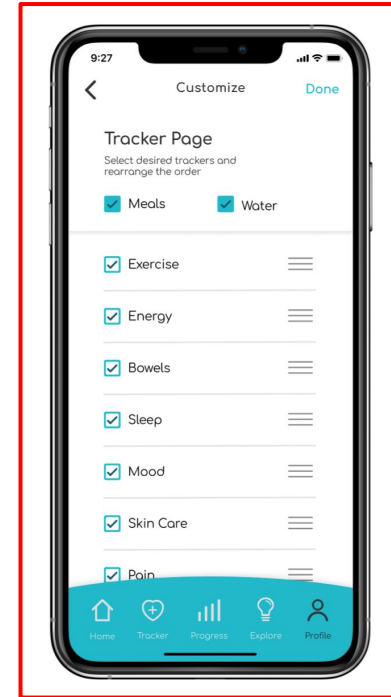 9:27
Customize
Done
Tracker Page
Select desired trackers and
rearrange the order
Meals
Water
Exercise
Energy
Bowels
Sleep
Mood
Skin Care
Pain
Home
Tracker
Progress
Explore
Profile